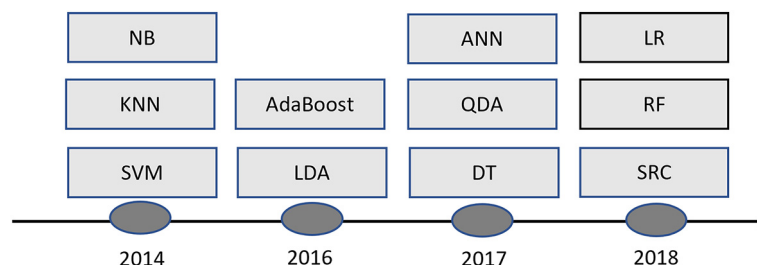 NB
ANN
LR
KNN
AdaBoost
QDA
RF
SVM
LDA
DT
SRC
2014
2016
2017
2018